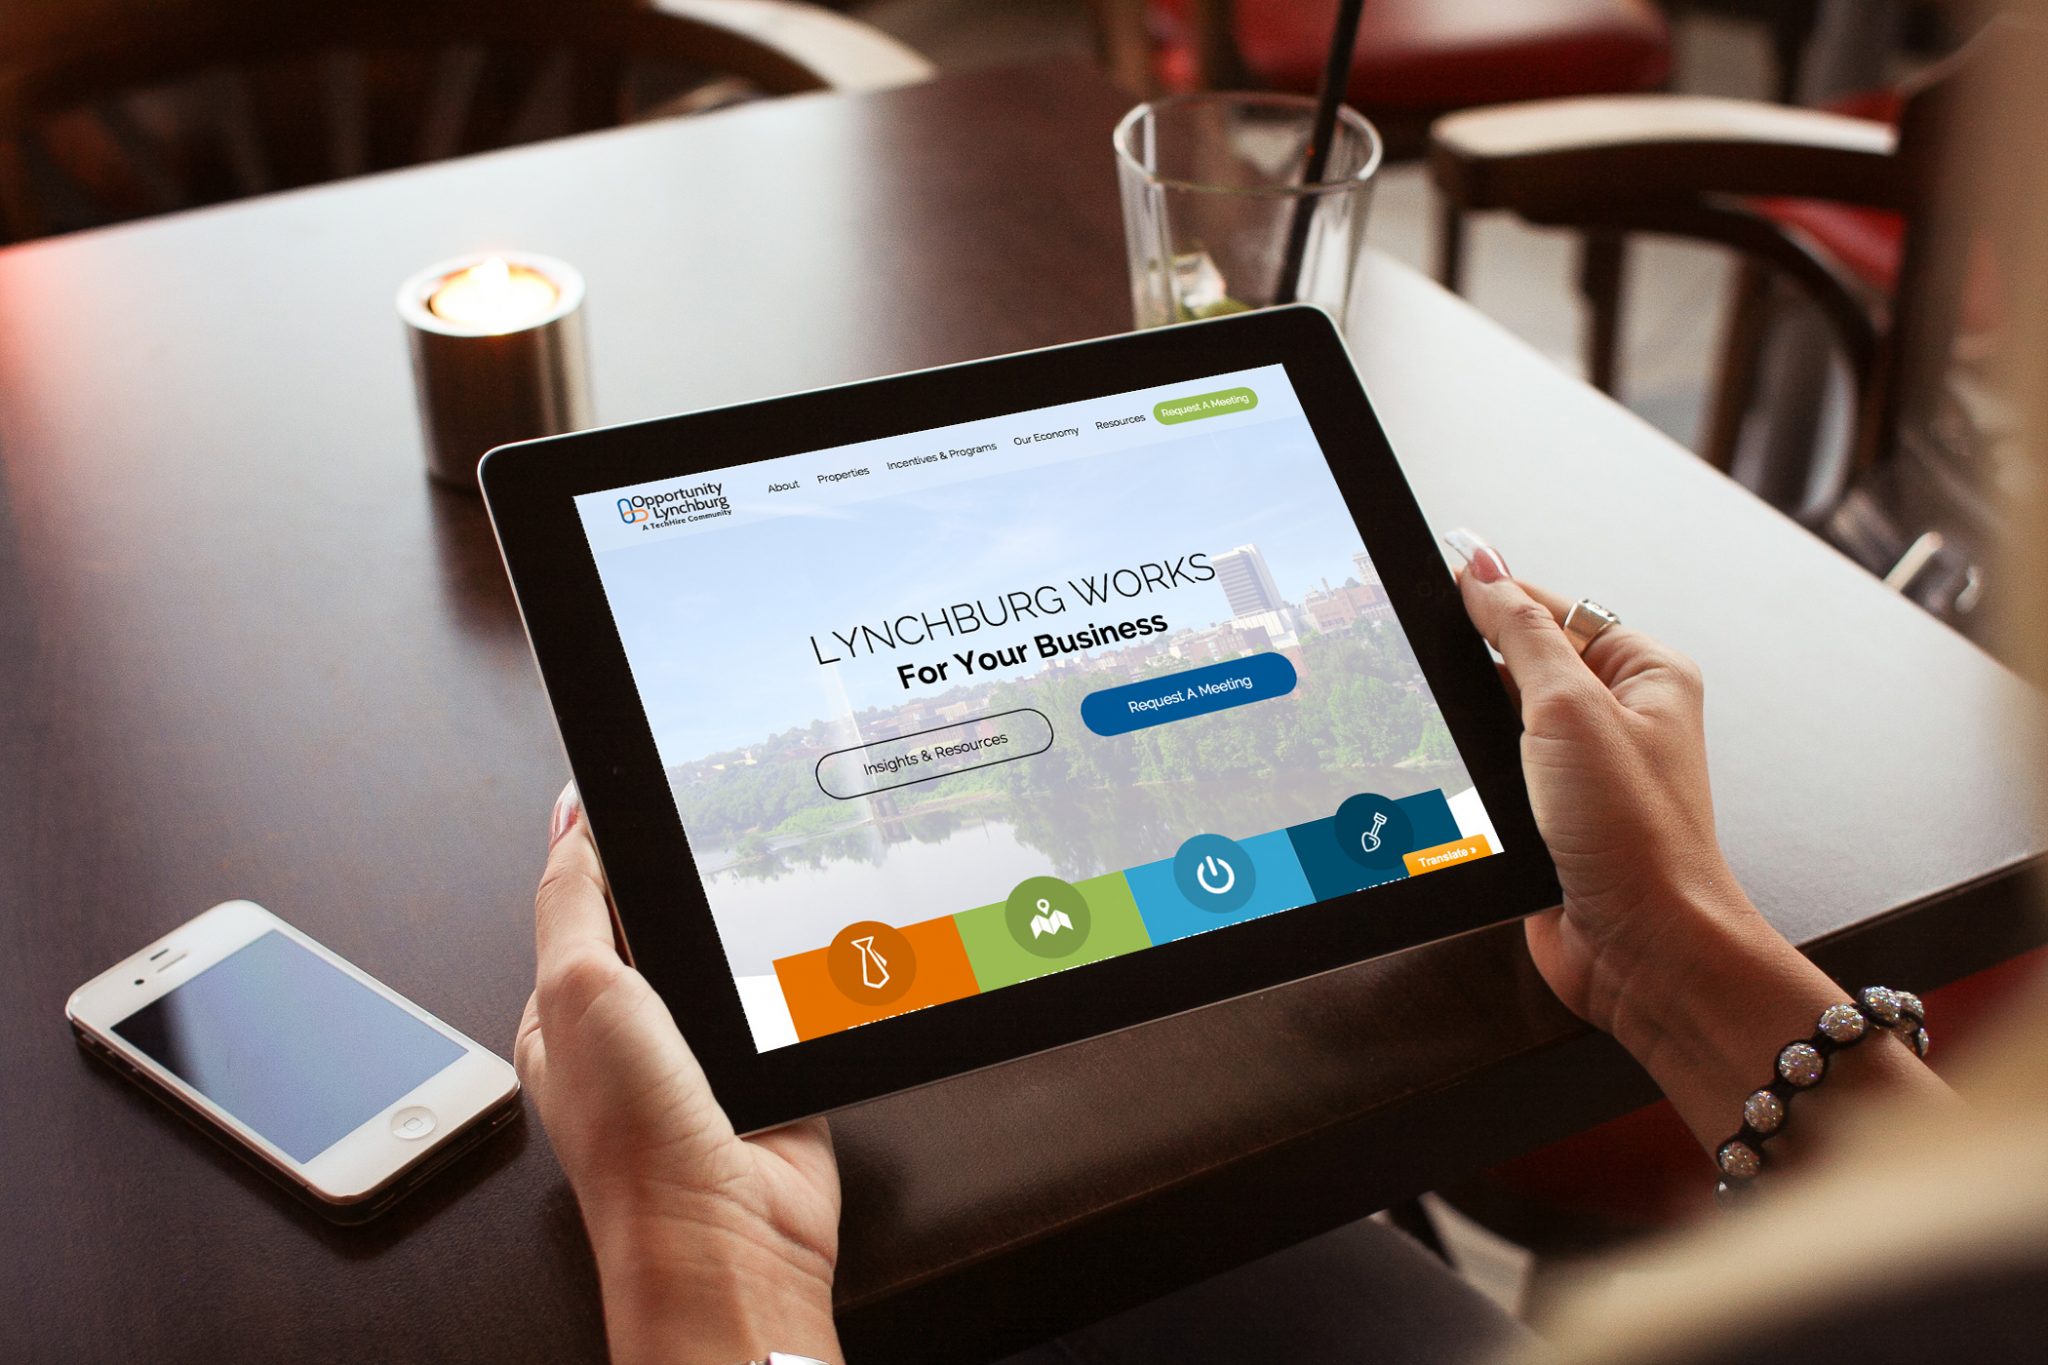 Opportunity
Lynchburg
A TechHire Community
About
Properties
Incentives & Programs
Our Economy
Resources
Request A Meeting
LYNCHBURG WORKS
For Your Business
Insights & Resources
Request A Meeting
Translate »